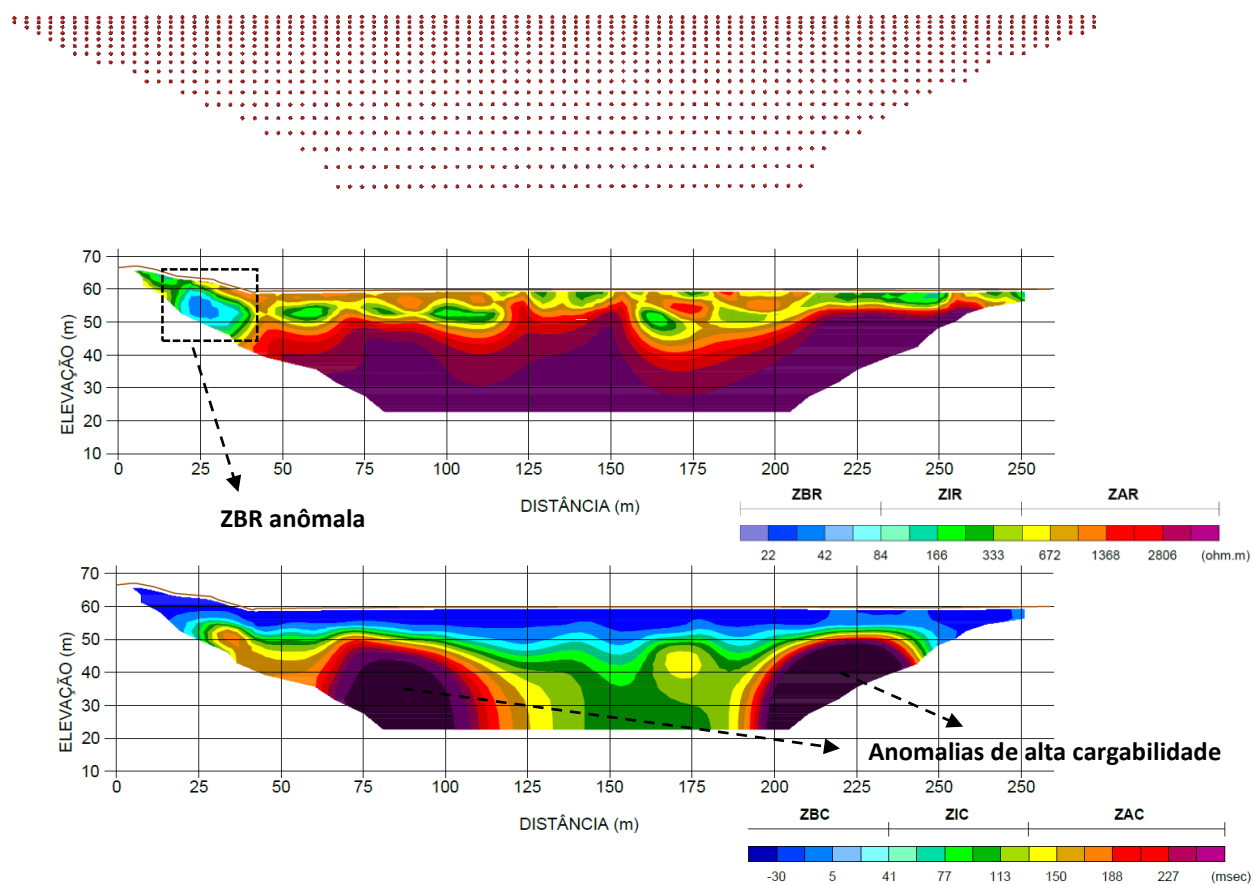 ELEVAÇÃO (m)
70
60
50
40
30
20
10
0 25 50 75 100 125 150 175 200 225 250 250
DISTÂNCIA (m)
ZBR anômala
ZBR ZIR ZAR
22 42 84 166 333 672 1368 2806 (ohm.m)
ELEVAÇÃO (m)
70
60
50
40
30
20
10
0 25 50 75 100 125 150 175 200 225 250 250
Anomalias de alta cargabilidade
DISTÂNCIA (m)
ZBC ZIC ZAC
-30 5 41 77 113 150 188 227 (msec)